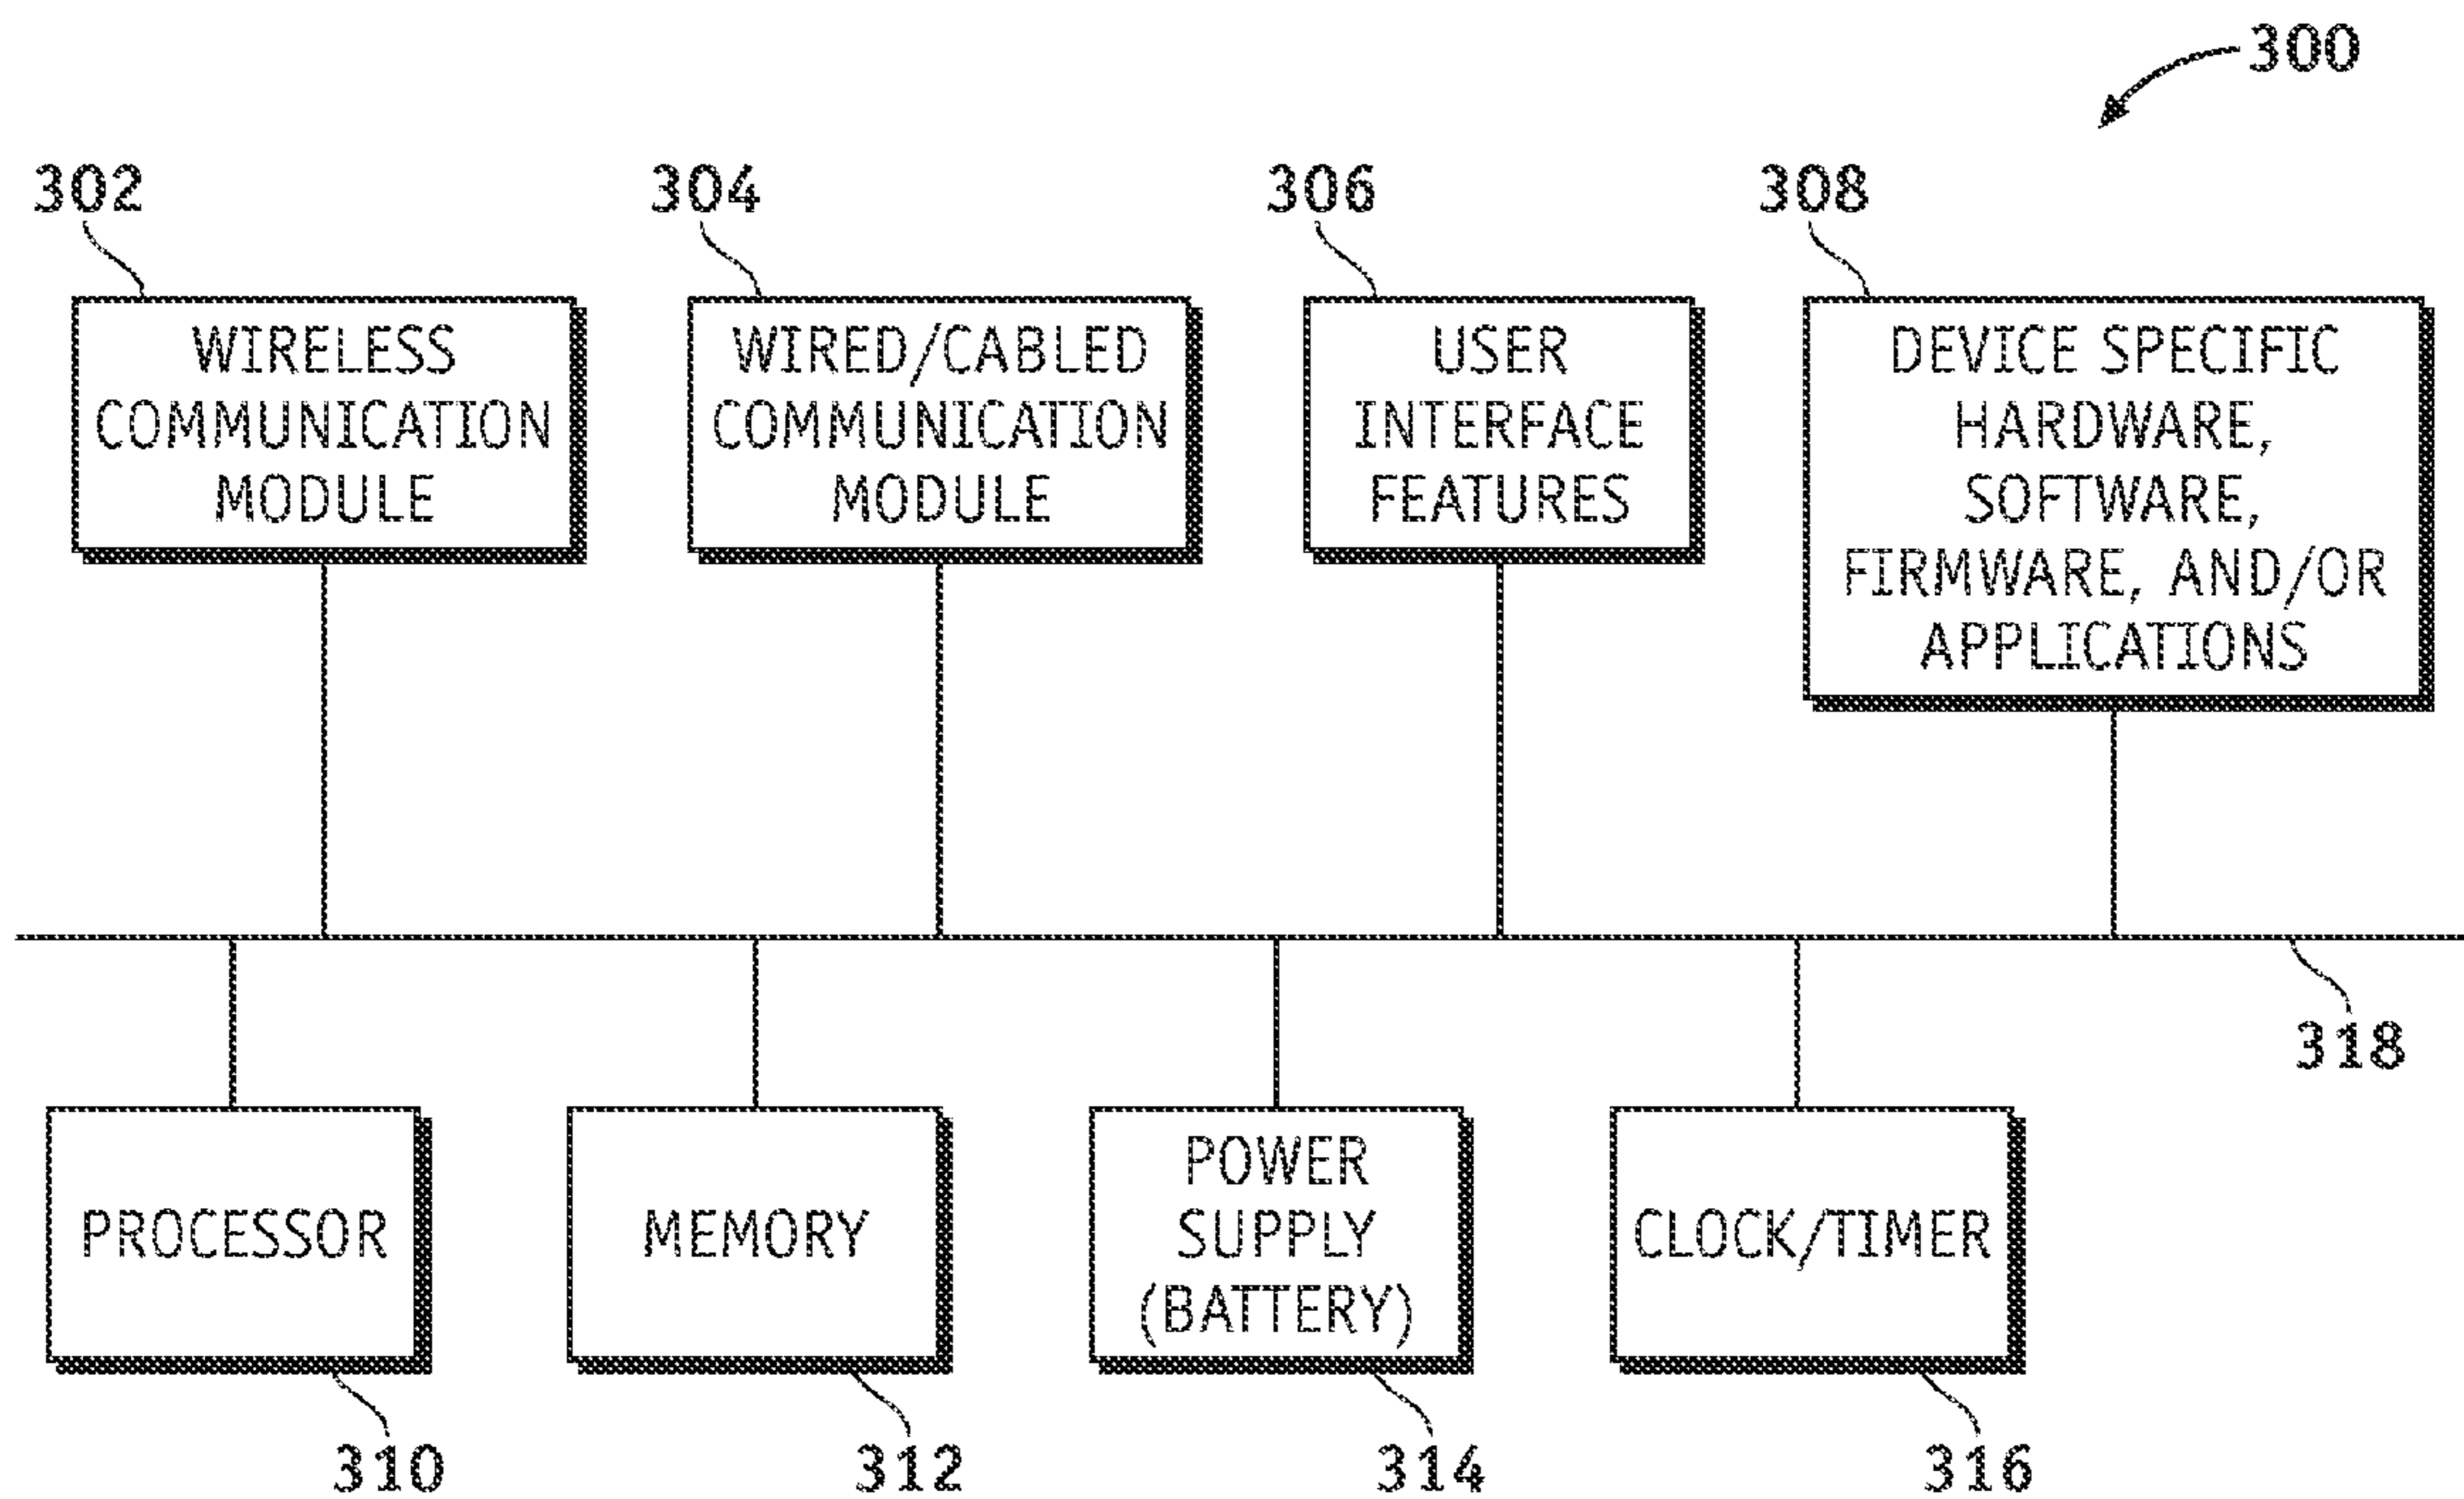 300
302
304
306
308
WIRELESS
COMMUNICATION
MODULE
WIRED/CABLED
COMMUNICATION
MODULE
USER
INTERFACE
FEATURES
DEVICE SPECIFIC
HARDWARE,
SOFTWARE,
FIRMWARE, AND/OR
APPLICATIONS
318
PROCESSOR
MEMORY
POWER
SUPPLY
(BATTERY)
CLOCK/TIMER
310
312
314
316